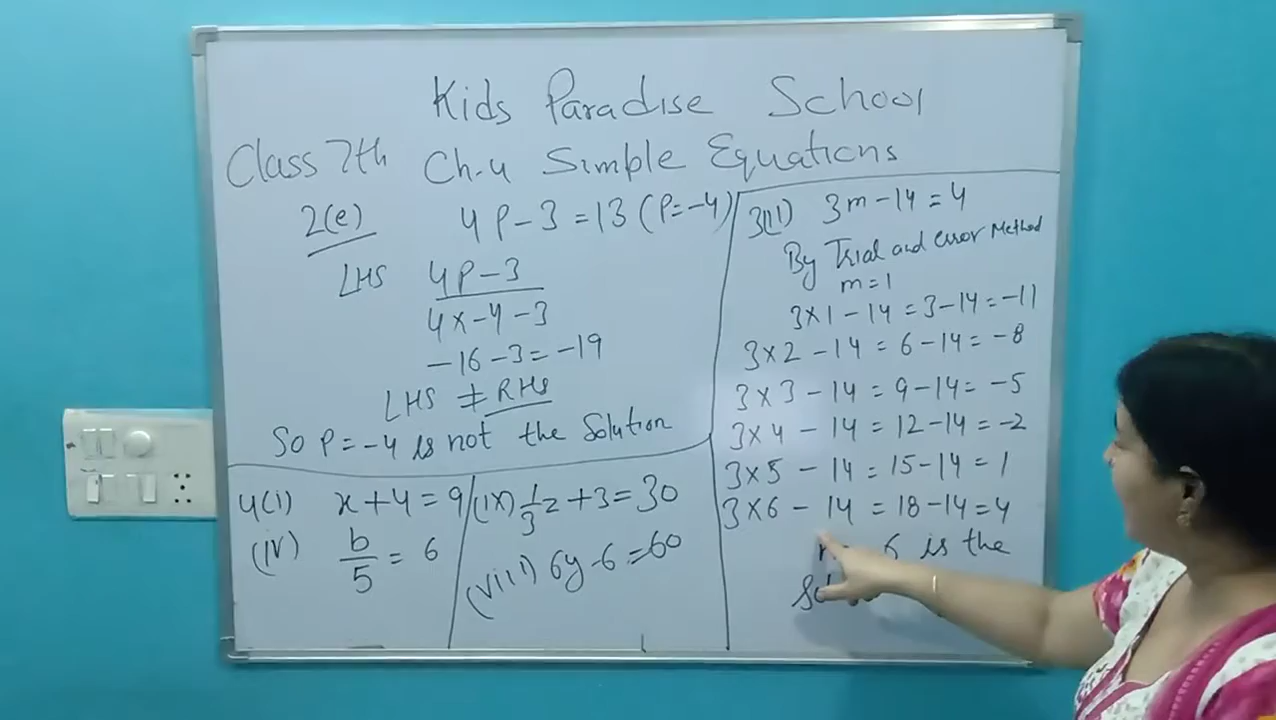 Kids Paradise School
Class 7th Ch.4 Simple Equations
2(e) 4P-3=13 (P=-4)
LHS 4P-3
4x-4-3
-16-3=-19
LHS ≠ RHS
So P=-4 is not the Solution
4(i) x+4=9
(iv) b/5=6
(ix) 1/3z+3=30
(viii) 6y-6=60
3(ii) 3m-14=4
By Trial and error Method
m=1
3×1-14=3-14=-11
3×2-14=6-14=-8
3×3-14=9-14=-5
3×4-14=12-14=-2
3×5-14=15-14=1
3×6-14=18-14=4
6 is the